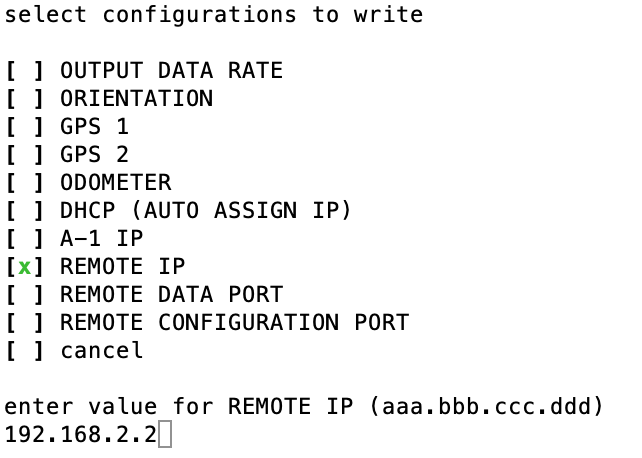 select configurations to write
[ ] OUTPUT DATA RATE
[ ] ORIENTATION
[ ] GPS 1
[ ] GPS 2
[ ] ODOMETER
[ ] DHCP (AUTO ASSIGN IP)
[ ] A-1 IP
[x] REMOTE IP
[ ] REMOTE DATA PORT
[ ] REMOTE CONFIGURATION PORT
[ ] cancel
enter value for REMOTE IP (aaa.bbb.ccc.ddd)
192.168.2.2